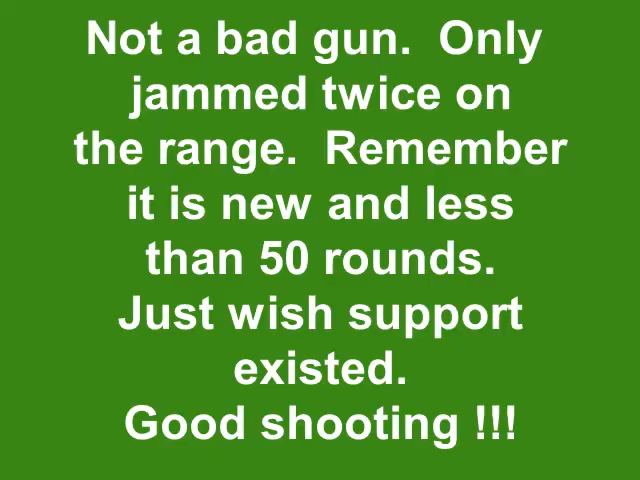 Not a bad gun.  Only
jammed twice on
the range.  Remember
it is new and less
than 50 rounds.
Just wish support
existed.
Good shooting !!!